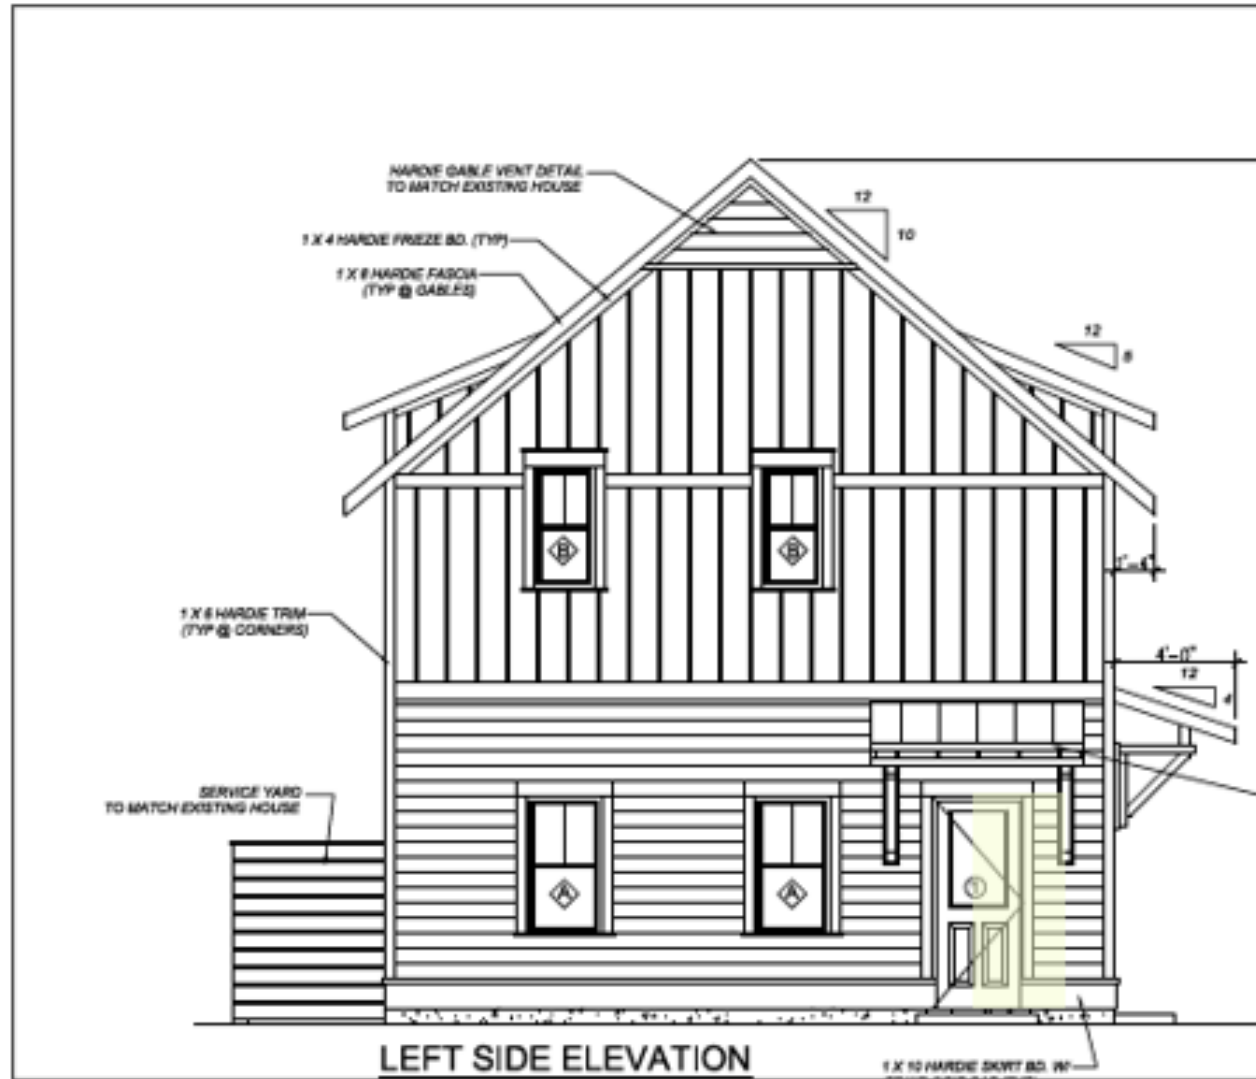 HARDIE GABLE VENT DETAIL
TO MATCH EXISTING HOUSE
12
10
1 X 4 HARDIE FRIEZE BD. (TYP)
1 X 8 HARDIE FASCIA
(TYP @ GABLES)
12
B
B
1'-4"
1 X 6 HARDIE TRIM
(TYP @ CORNERS)
4'-0"
12
4
SERVICE YARD
TO MATCH EXISTING HOUSE
A
A
1
LEFT SIDE ELEVATION
1 X 10 HARDIE SKIRT BD. W/